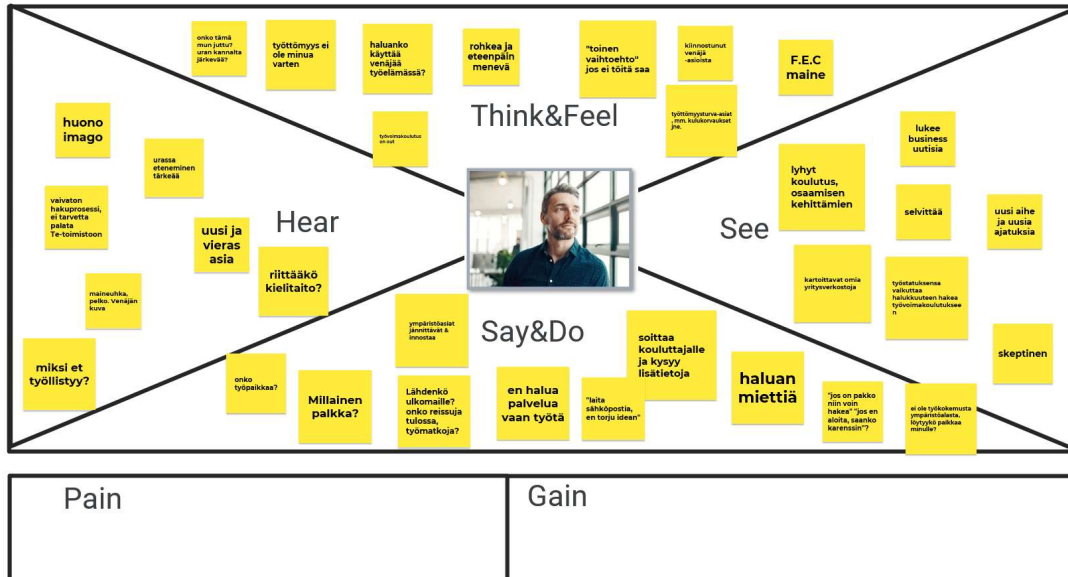 onko tämä
mun juttu?
uran kannalta
järkevää?
työttömyys ei
ole minua
varten
haluanko
käyttää
venäjää
työelämässä?
rohkea ja
eteenpäin
menevä
"toinen
vaihtoehto"
jos ei töitä saa
kiinnostunut
venäjä
-asioista
F.E.C
maine
Think&Feel
työvoimakoulutus
on out
työttömyysturva-asiat
, mm. kulukorvaukset
jne.
huono
imago
urassa
eteneminen
tärkeää
vaivaton
hakuprosessi,
ei tarvetta
palata
Te-toimistoon
Hear
uusi ja
vieras
asia
riittääkö
kielitaito?
maineuhka,
pelko. Venäjän
kuva
miksi et
työllistyy?
See
lukee
business
uutisia
lyhyt
koulutus,
osaamisen
kehittämien
selvittää
uusi aihe
ja uusia
ajatuksia
kartoittavat omia
yritysverkostoja
työstatuksensa
vaikuttaa
halukkuuteen hakea
työvoimakoulutuksee
n
skeptinen
Say&Do
ympäristöasiat
jännittävät &
innostaa
soittaa
kouluttajalle
ja kysyy
lisätietoja
onko
työpaikkaa?
Millainen
palkka?
Lähdenkö
ulkomaille?
onko reissuja
tulossa,
työmatkoja?
en halua
palvelua
vaan työtä
"laita
sähköpostia,
en torju idean"
haluan
miettiä
"jos on pakko
niin voin
hakea" "jos en
aloita, saanko
karenssin"?
ei ole työkokemusta
ympäristöalasta,
löytyykö paikkaa
minulle?
Pain
Gain